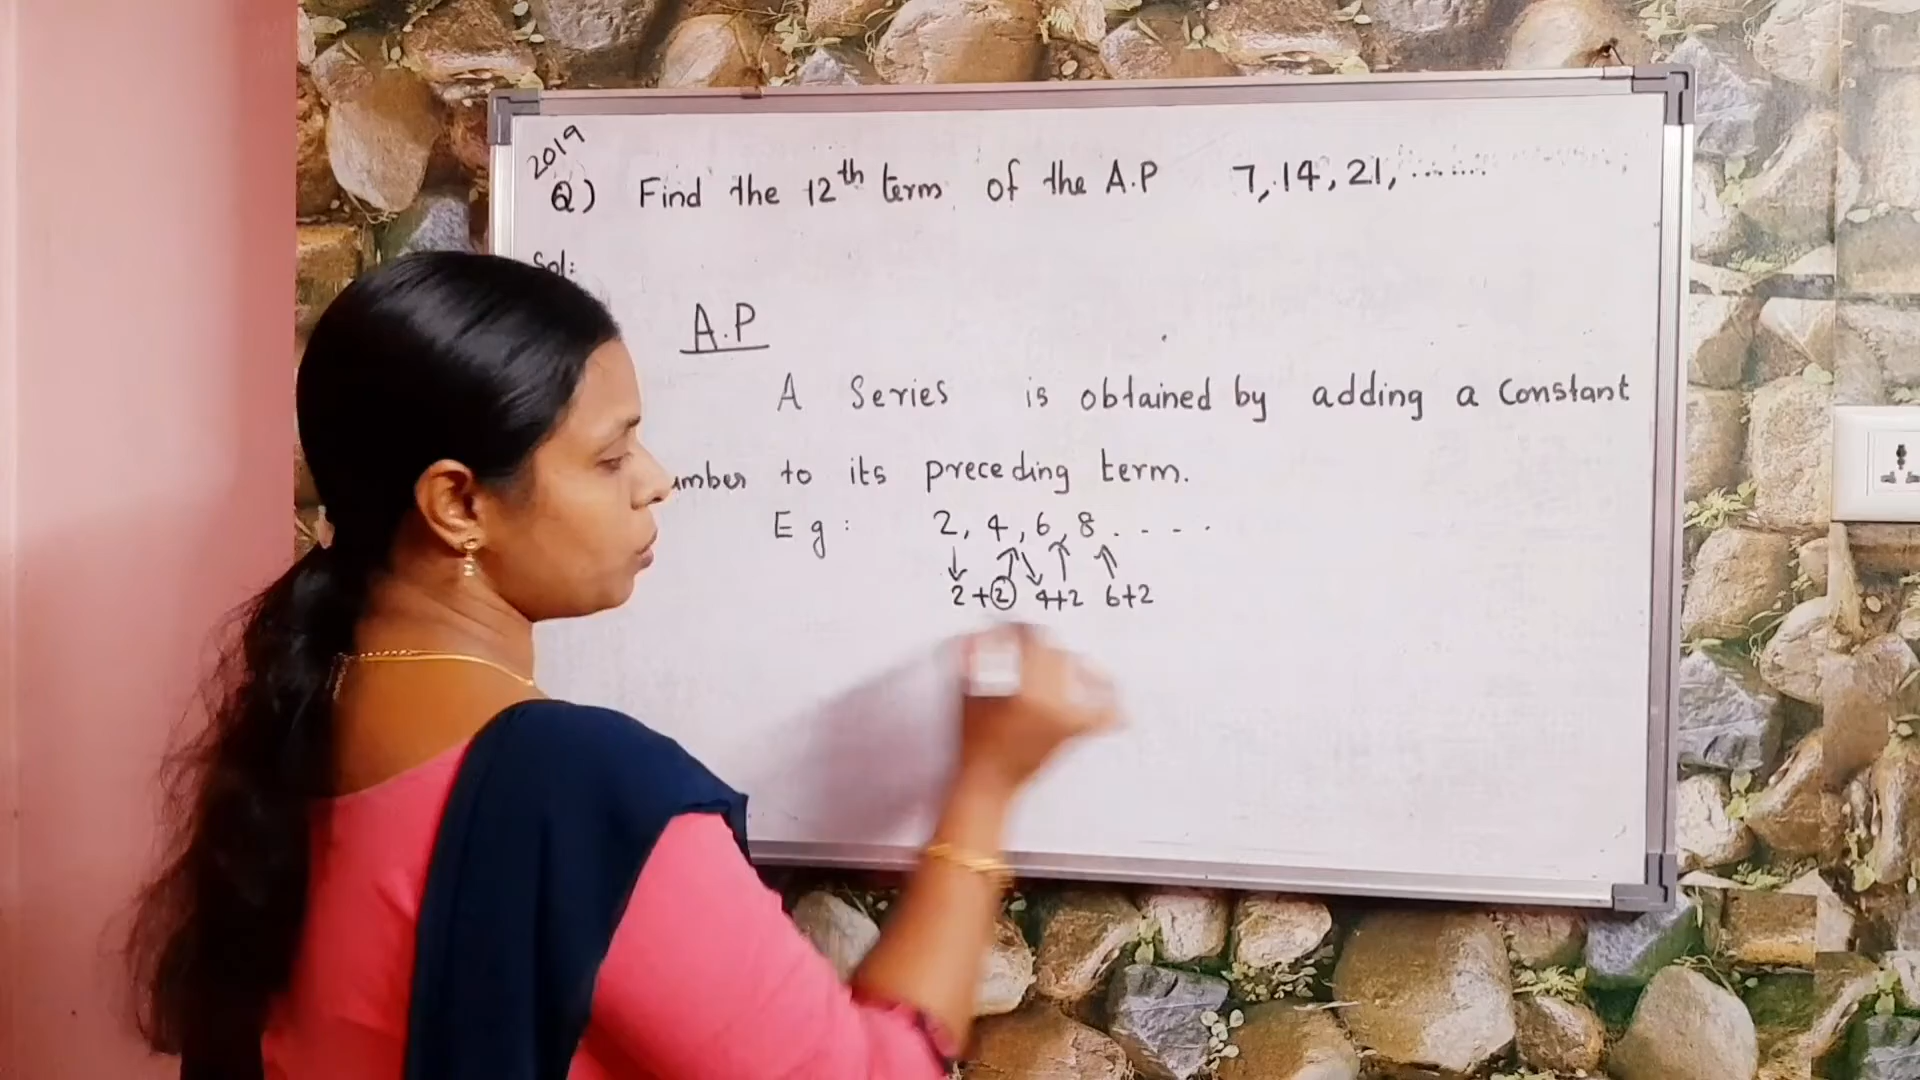 2019
Q) Find the 12th term of the A.P 7, 14, 21, .......
Sol:
A.P
A Series is obtained by adding a Constant
umber to its preceding term.
Eg: 2, 4, 6, 8 . - - - .
2+2 4+2 6+2